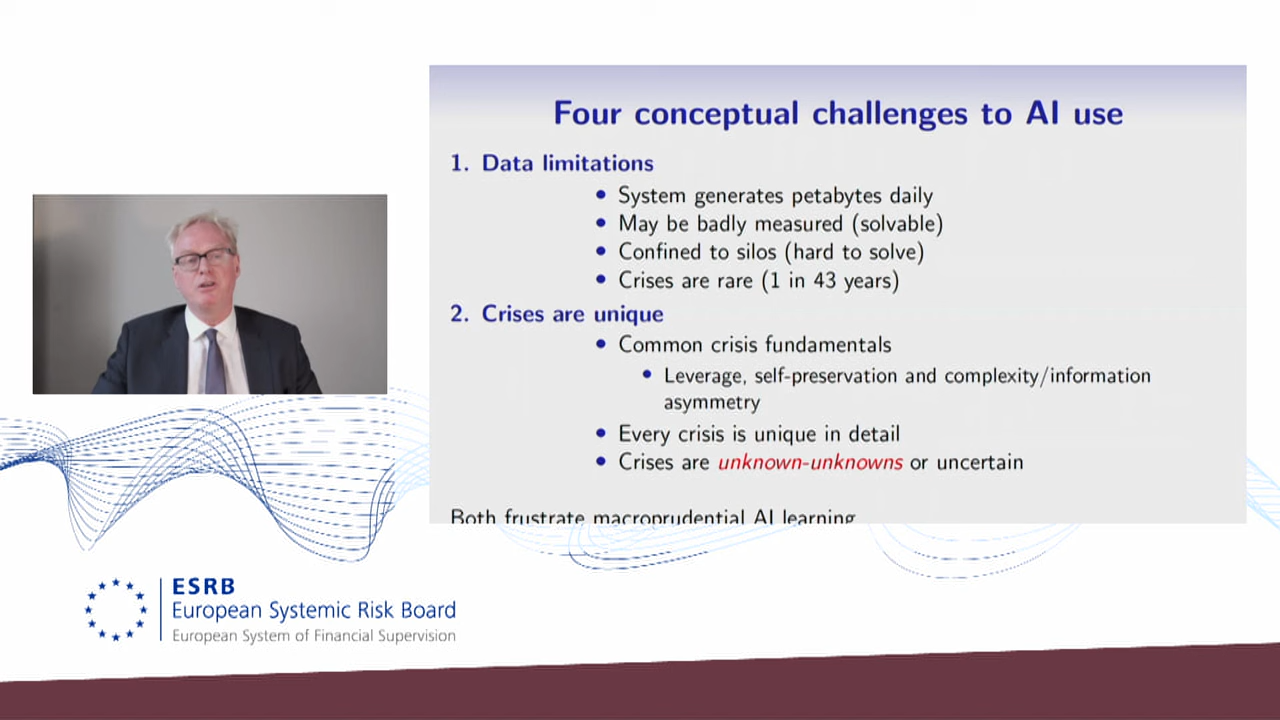 Four conceptual challenges to AI use
1. Data limitations
• System generates petabytes daily
• May be badly measured (solvable)
• Confined to silos (hard to solve)
• Crises are rare (1 in 43 years)
2. Crises are unique
• Common crisis fundamentals
• Leverage, self-preservation and complexity/information
asymmetry
• Every crisis is unique in detail
• Crises are unknown-unknowns or uncertain
Both frustrate macroprudential AI learning
ESRB
European Systemic Risk Board
European System of Financial Supervision